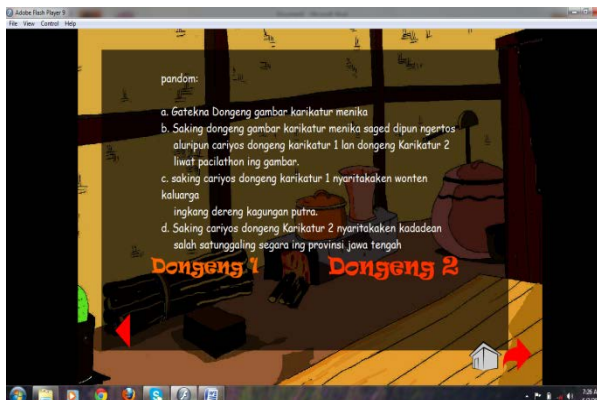 Adobe Flash Player 9
File View Control Help
pandom:
a. Gatekna Dongeng gambar karikatur menika
b. Saking dongeng gambar karikatur menika saged dipun ngertos
aluripun cariyos dongeng karikatur 1 lan dongeng Karikatur 2
liwat pacilathon ing gambar.
c. saking cariyos dongeng karikatur 1 nyaritakaken wonten
kaluarga
ingkang dereng kagungan putra.
d. Saking cariyos dongeng Karikatur 2 nyaritakaken kadadean
salah satunggaling segara ing provinsi jawa tengah
Dongeng 1 Dongeng 2